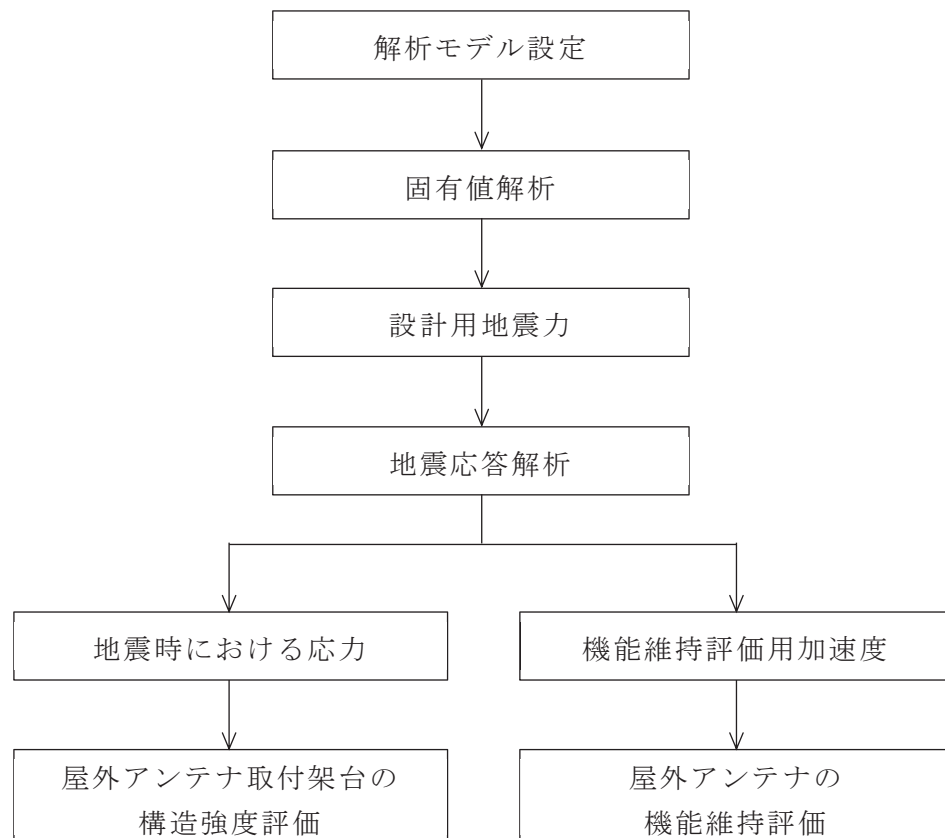 解析モデル設定
固有値解析
設計用地震力
地震応答解析
地震時における応力
機能維持評価用加速度
屋外アンテナ取付架台の
構造強度評価
屋外アンテナの
機能維持評価